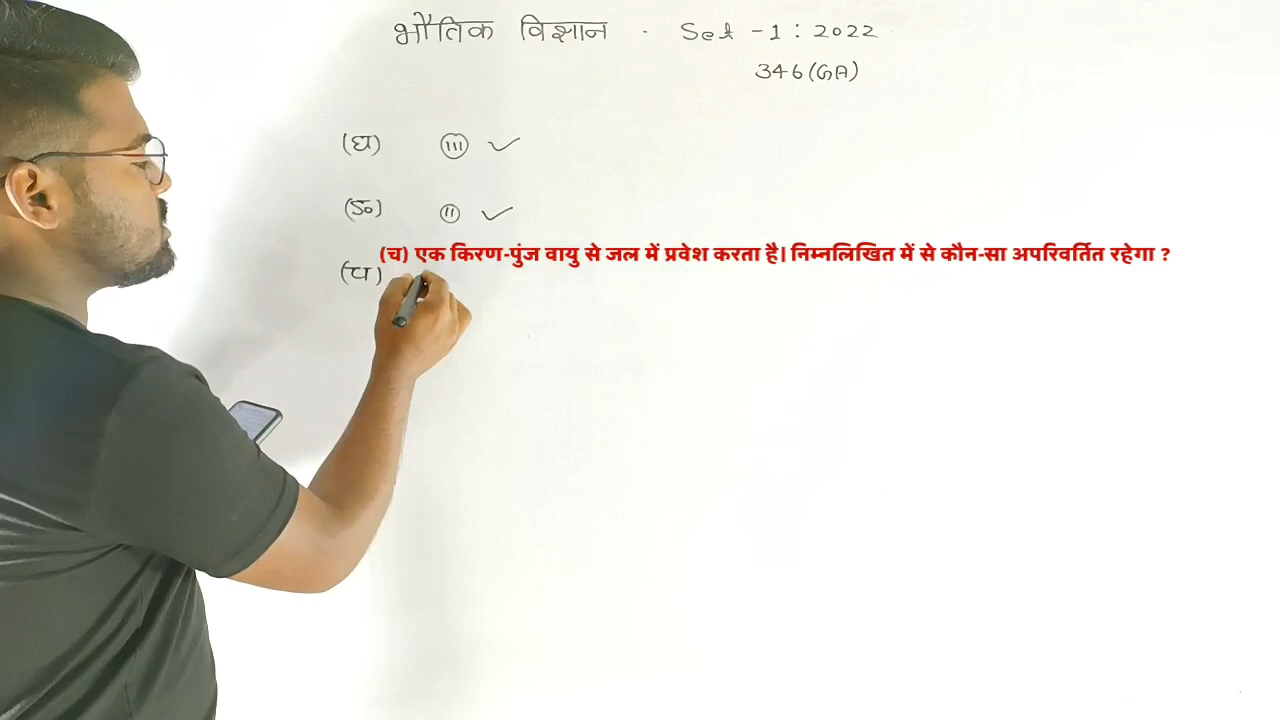 भौतिक विज्ञान . Set -1 : 2022
346(GA)
(घ) (iii) ✓
(ङ) (ii) ✓
(च) एक किरण-पुंज वायु से जल में प्रवेश करता है। निम्नलिखित में से कौन-सा अपरिवर्तित रहेगा ?
(च)